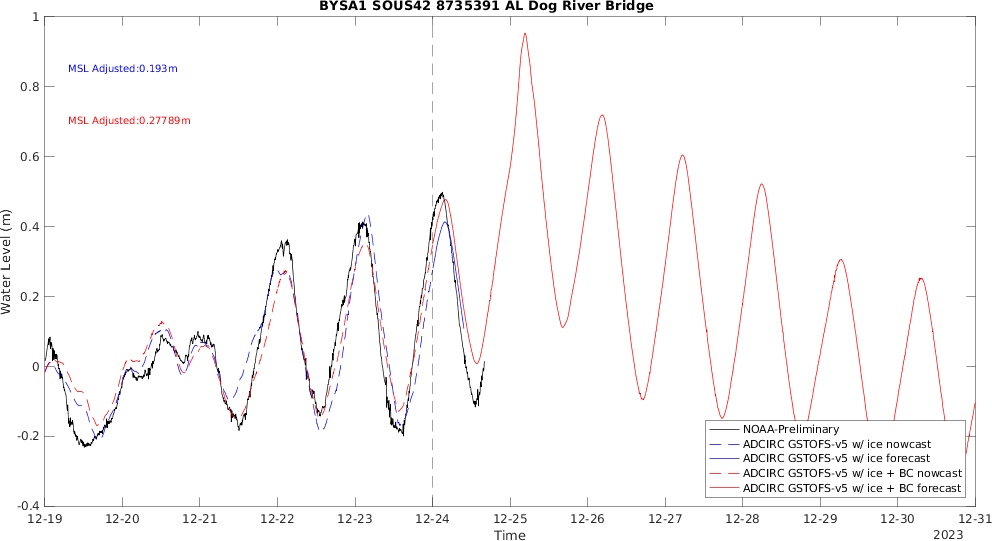 BYSA1 SOUS42 8735391 AL Dog River Bridge
MSL Adjusted:0.193m
MSL Adjusted:0.27789m
Water Level (m)
1
0.8
0.6
0.4
0.2
0
-0.2
-0.4
NOAA-Preliminary
ADCIRC GSTOFS-v5 w/ ice nowcast
ADCIRC GSTOFS-v5 w/ ice forecast
ADCIRC GSTOFS-v5 w/ ice + BC nowcast
ADCIRC GSTOFS-v5 w/ ice + BC forecast
12-19 12-20 12-21 12-22 12-23 12-24 12-25 12-26 12-27 12-28 12-29 12-30 12-31
Time
2023